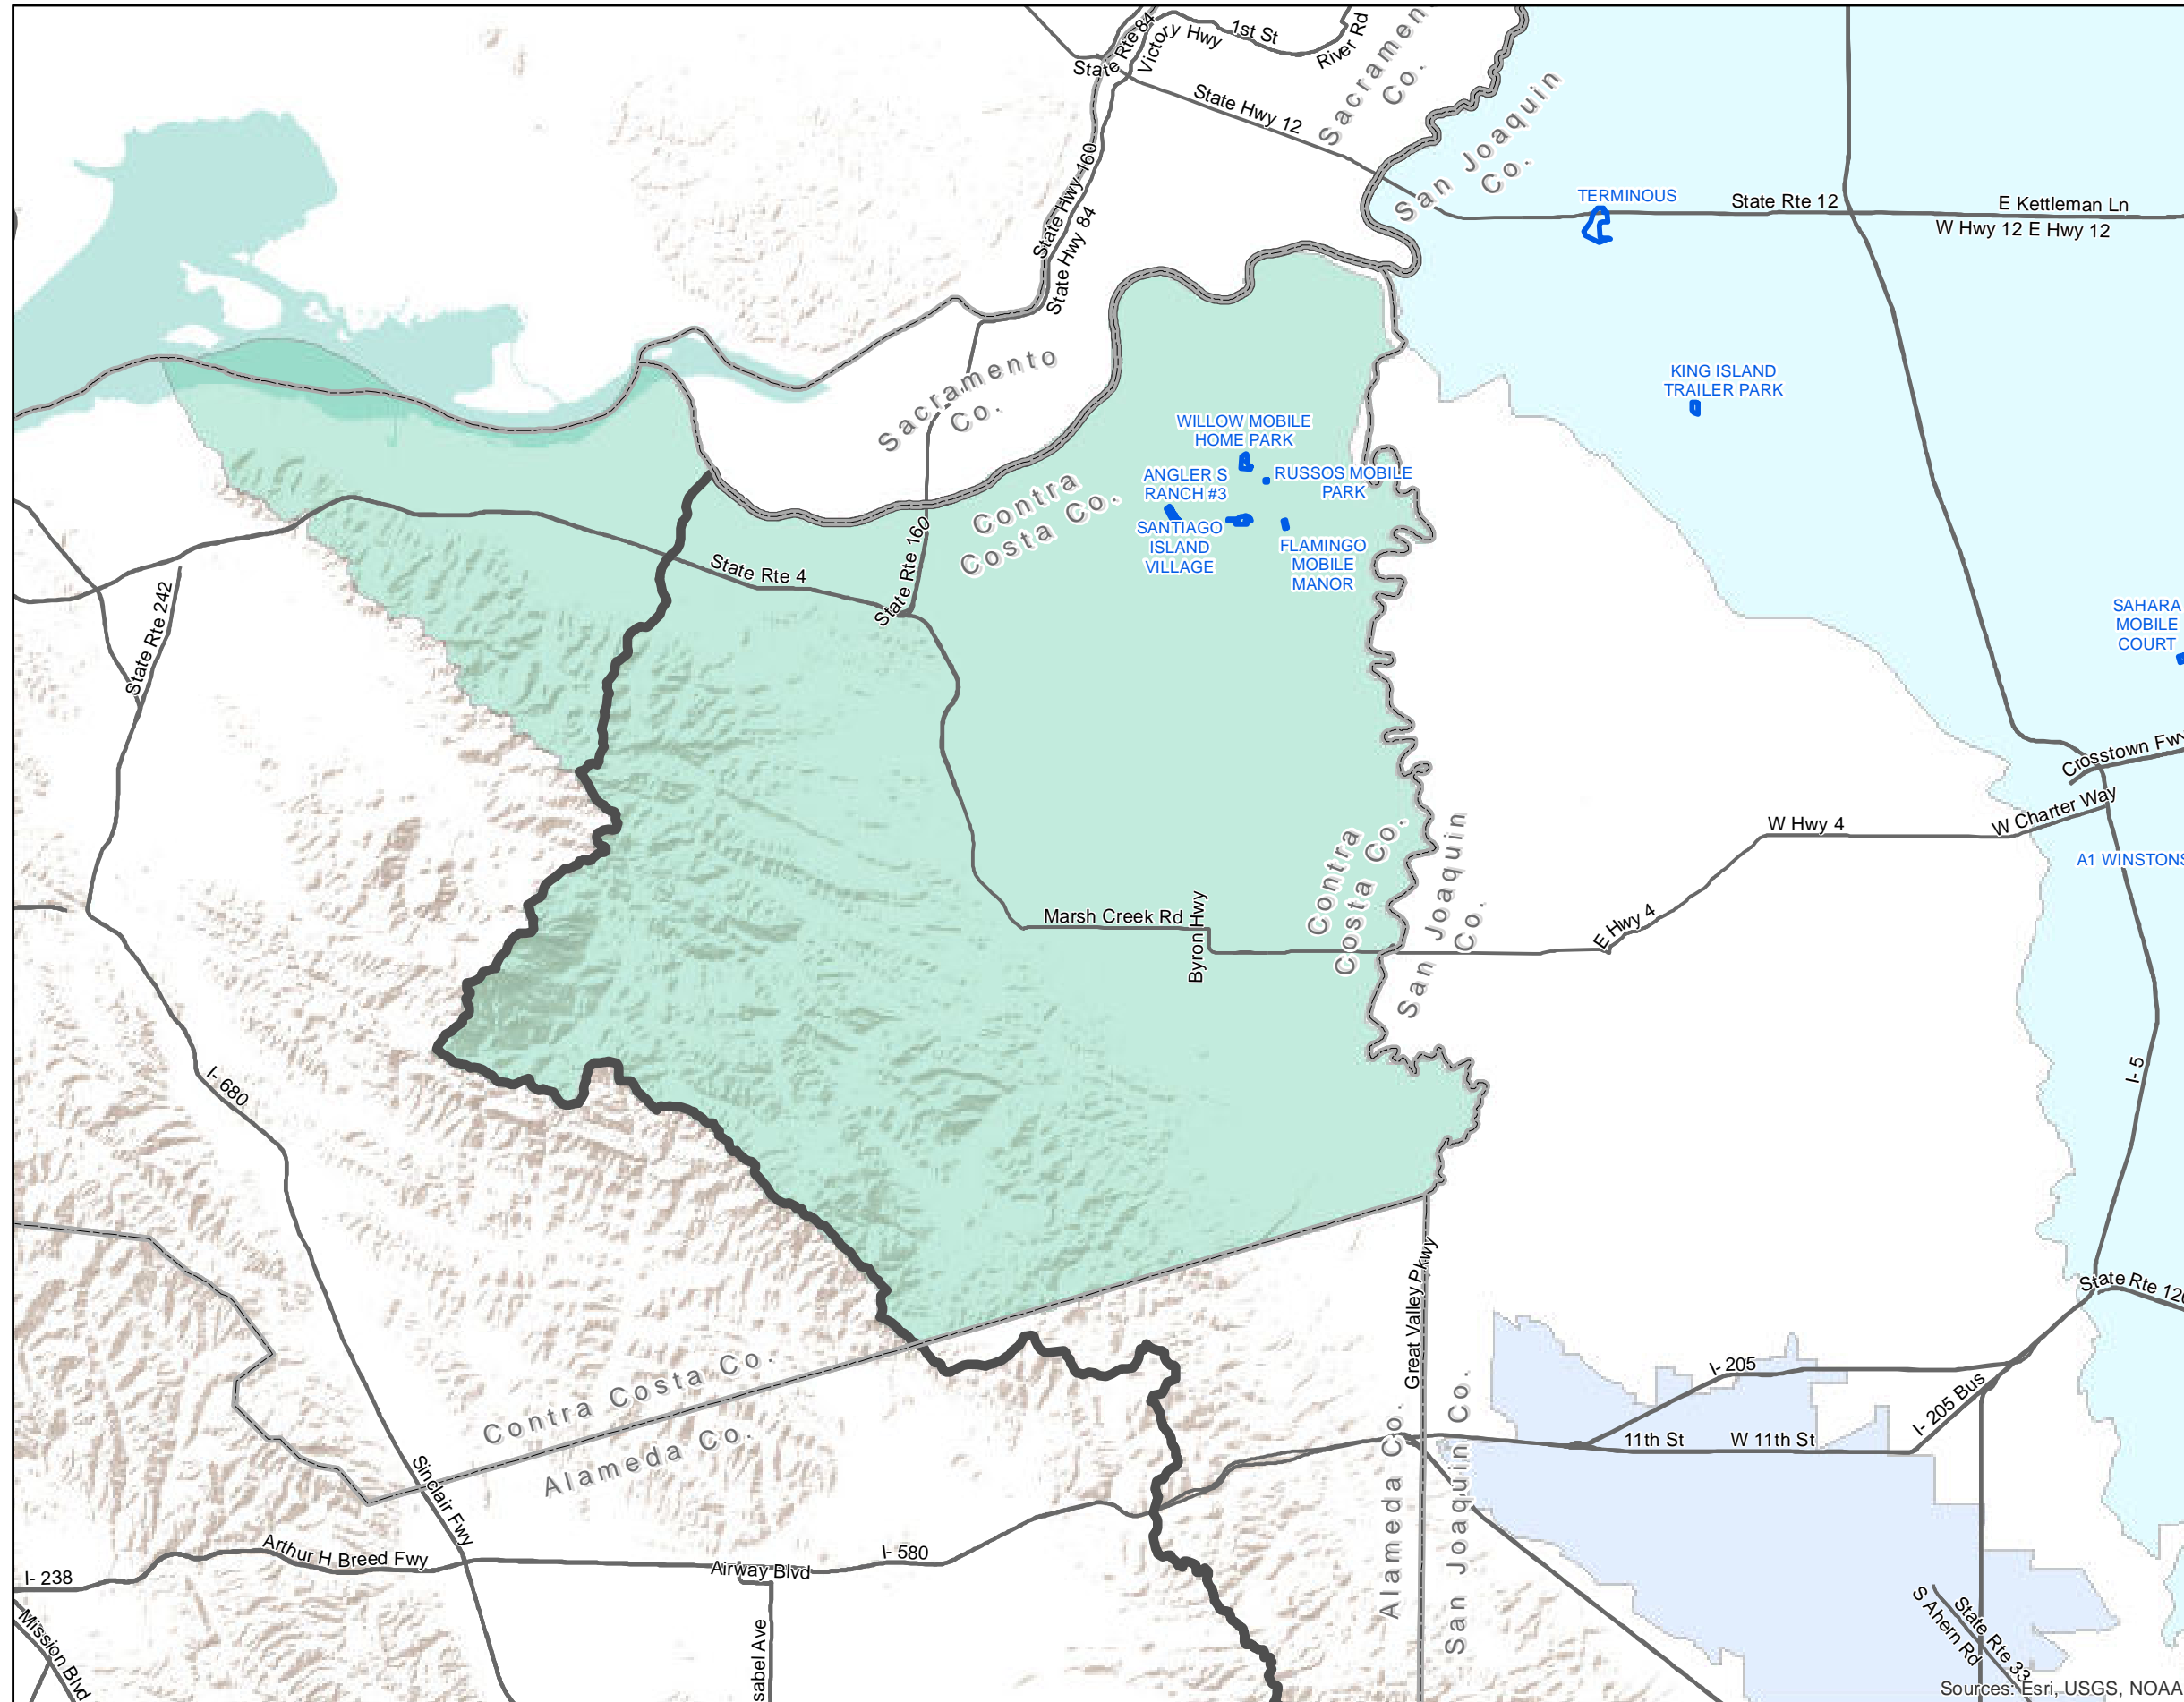 State Rte 84
Victory Hwy
1st St
River Rd
State Hwy 12
Sacramen
Co.
San Joaquin
Co.
State Hwy 160
State Hwy 84
TERMINOUS
State Rte 12
E Kettleman Ln
W Hwy 12 E Hwy 12
Sacramento
Co.
KING ISLAND
TRAILER PARK
WILLOW MOBILE
HOME PARK
ANGLER S
RANCH #3
RUSSOS MOBILE
PARK
Contra
Costa Co.
SANTIAGO
ISLAND
VILLAGE
FLAMINGO
MOBILE
MANOR
State Rte 4
State Rte 160
State Rte 242
SAHARA
MOBILE
COURT
Crosstown Fwy
W Charter Way
W Hwy 4
A1 WINSTONS
Contra
Costa Co.
San Joaquin
Co.
Marsh Creek Rd
Byron Hwy
E Hwy 4
I- 680
I- 5
Great Valley Pkwy
State Rte 120
I- 205
I- 205 Bus
Contra Costa Co.
Alameda Co.
Alameda Co.
San Joaquin Co.
11th St
W 11th St
Sinclair Fwy
Arthur H Breed Fwy
I- 238
Airway Blvd
I- 580
Mission Blvd
sabel Ave
S Ahern Rd
State Rte 33
Sources: Esri, USGS, NOAA